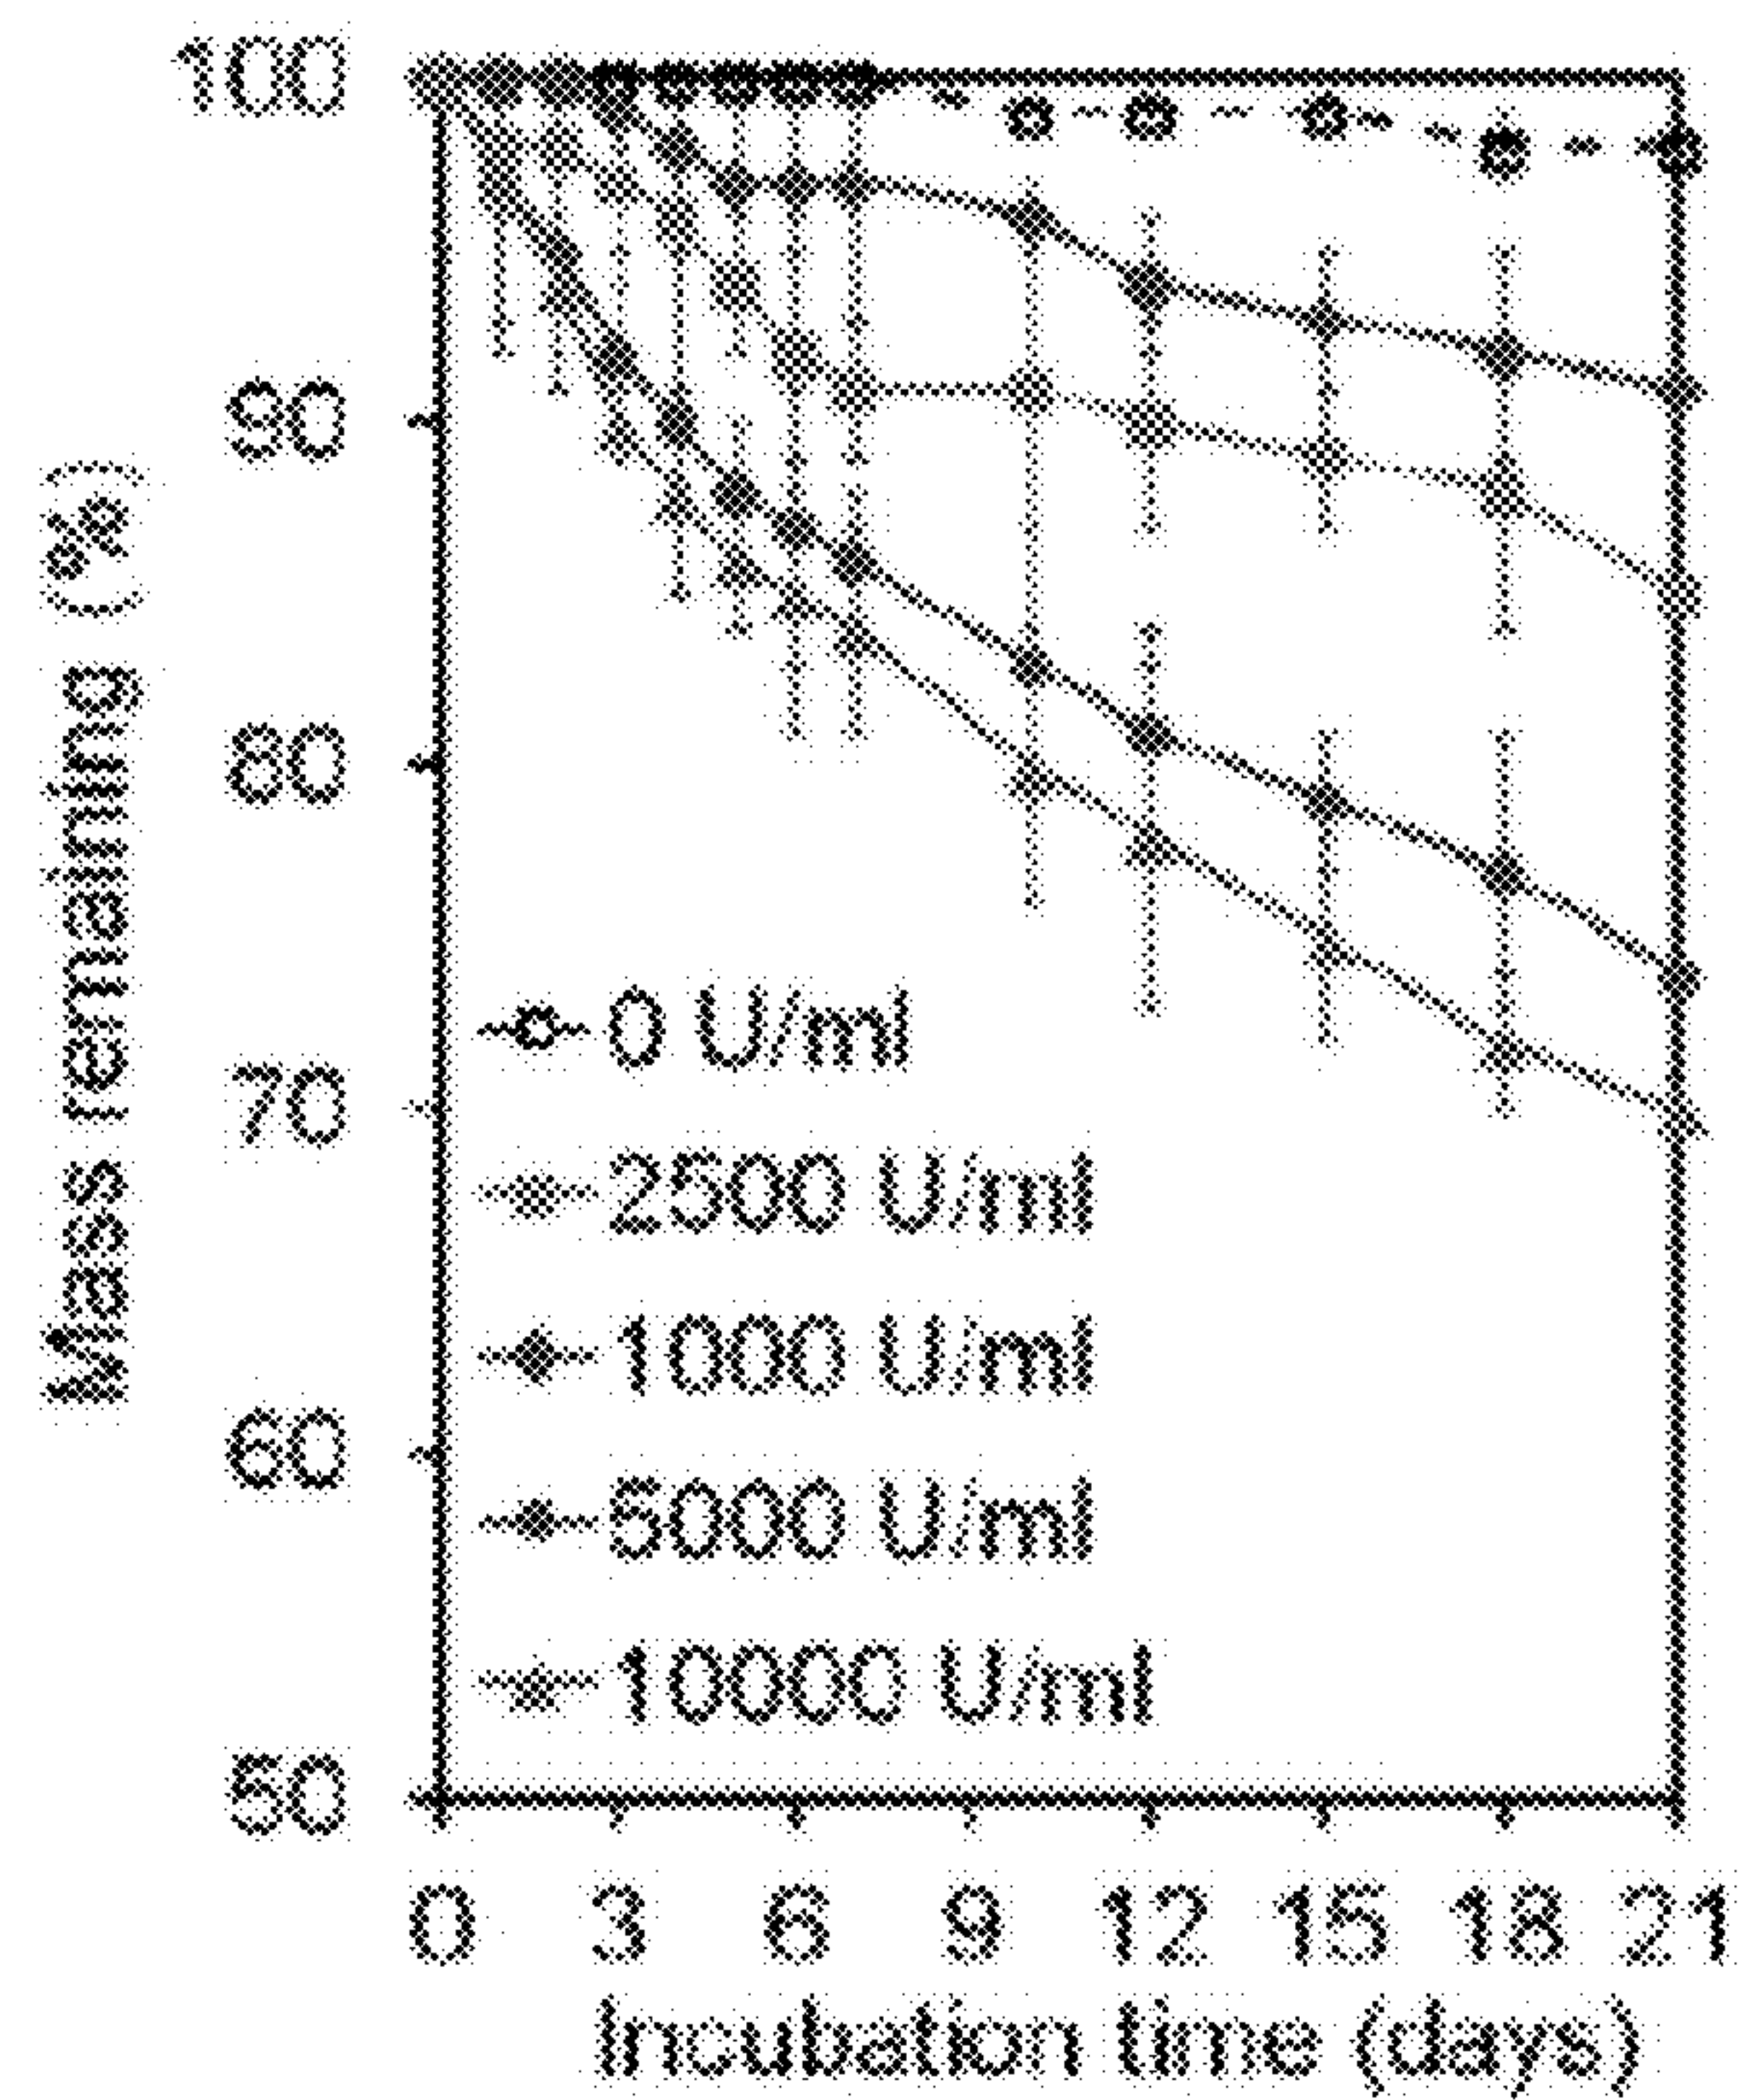 Mass remaining (%)
100
90
80
70
60
50
0 U/ml
2500 U/ml
1000 U/ml
5000 U/ml
10000 U/ml
0 3 6 9 12 15 18 21
Incubation time (days)